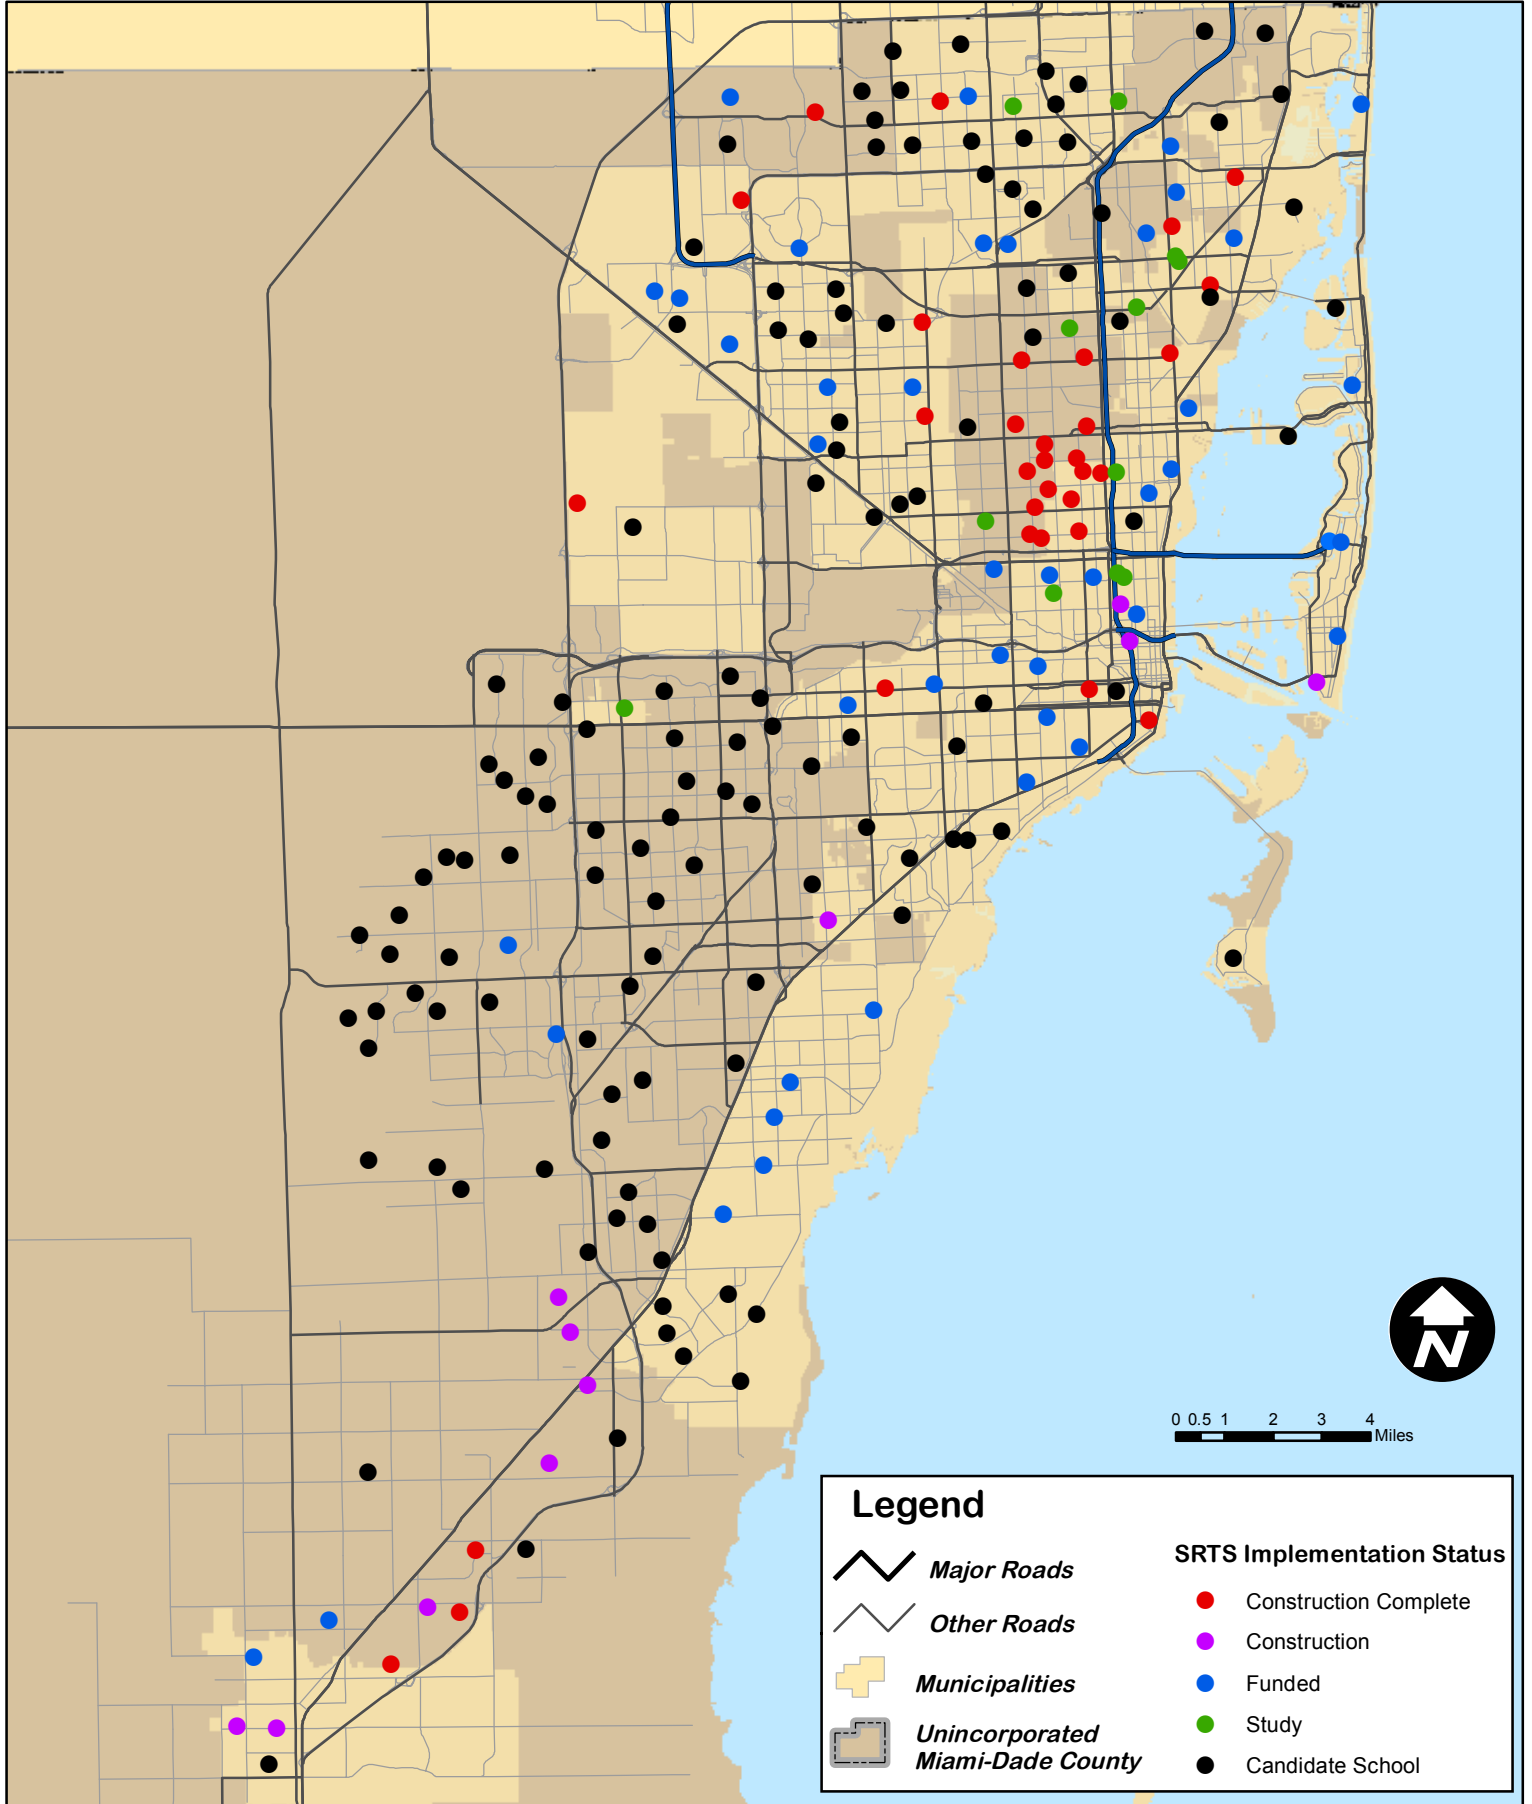 N
0 0.5 1 2 3 4
Miles
Legend
Major Roads
Other Roads
Municipalities
Unincorporated
Miami-Dade County
SRTS Implementation Status
Construction Complete
Construction
Funded
Study
Candidate School